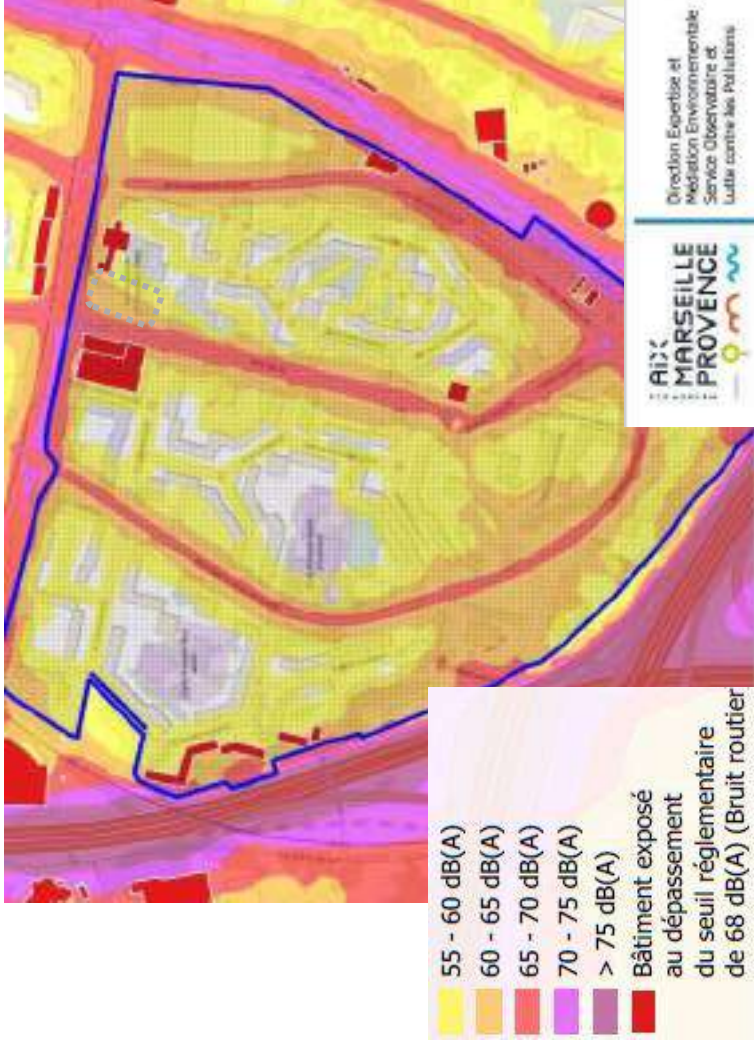 55 - 60 dB(A)
60 - 65 dB(A)
65 - 70 dB(A)
70 - 75 dB(A)
> 75 dB(A)
Bâtiment exposé
au dépassement
du seuil réglementaire
de 68 dB(A) (Bruit routier
AiX
MARSEiLLE
PROVENCE
Direction Expertise et
Médiation Environnementale
Service Observatoire et
Lutte contre les Pollutions